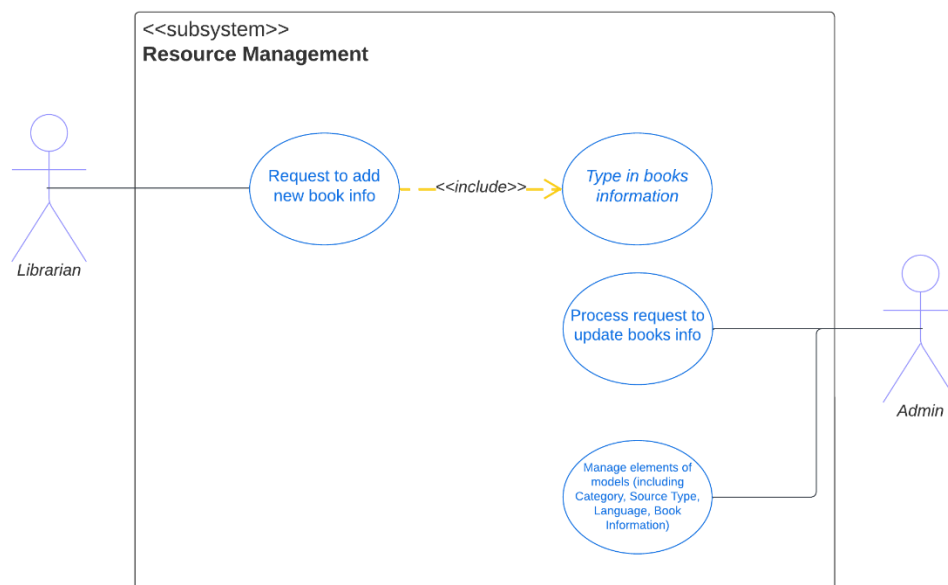 <<subsystem>>
Resource Management
Request to add
new book info
<<include>>
Type in books
information
Librarian
Process request to
update books info
Admin
Manage elements of
models (including
Category, Source Type,
Language, Book
Information)